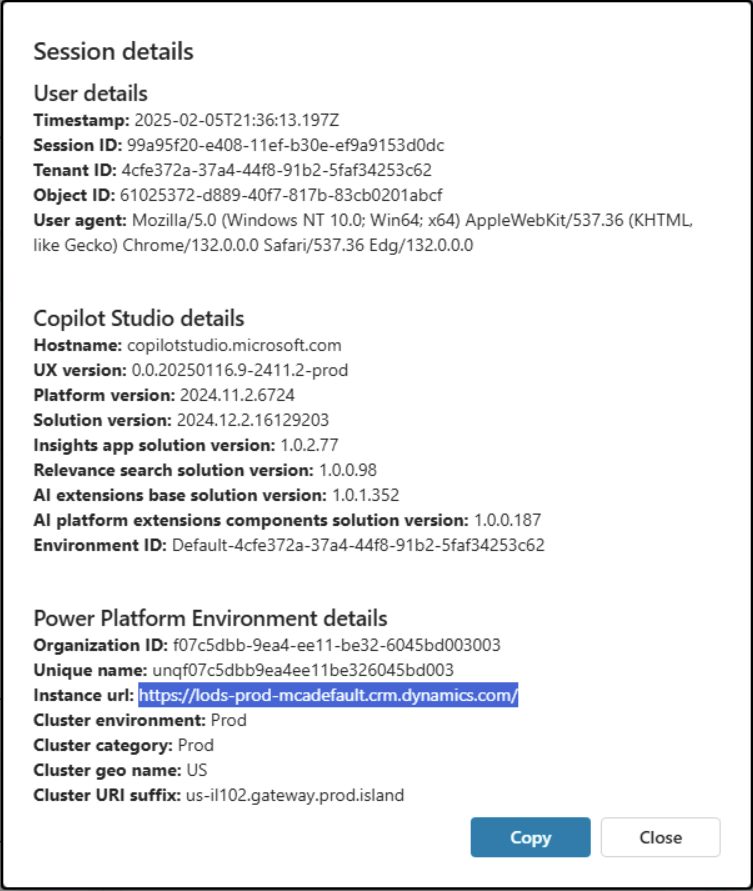 Session details
User details
Timestamp: 2025-02-05T21:36:13.197Z
Session ID: 99a95f20-e408-11ef-b30e-ef9a9153d0dc
Tenant ID: 4cfe372a-37a4-44f8-91b2-5faf34253c62
Object ID: 61025372-d889-40f7-817b-83cb0201abcf
User agent: Mozilla/5.0 (Windows NT 10.0; Win64; x64) AppleWebKit/537.36 (KHTML,
like Gecko) Chrome/132.0.0.0 Safari/537.36 Edg/132.0.0.0
Copilot Studio details
Hostname: copilotstudio.microsoft.com
UX version: 0.0.20250116.9-2411.2-prod
Platform version: 2024.11.2.6724
Solution version: 2024.12.2.16129203
Insights app solution version: 1.0.2.77
Relevance search solution version: 1.0.0.98
AI extensions base solution version: 1.0.1.352
AI platform extensions components solution version: 1.0.0.187
Environment ID: Default-4cfe372a-37a4-44f8-91b2-5faf34253c62
Power Platform Environment details
Organization ID: f07c5dbb-9ea4-ee11-be32-6045bd003003
Unique name: unqf07c5dbb9ea4ee11be326045bd003
Instance url: https://lods-prod-mcadefault.crm.dynamics.com/
Cluster environment: Prod
Cluster category: Prod
Cluster geo name: US
Cluster URI suffix: us-il102.gateway.prod.island
Copy
Close